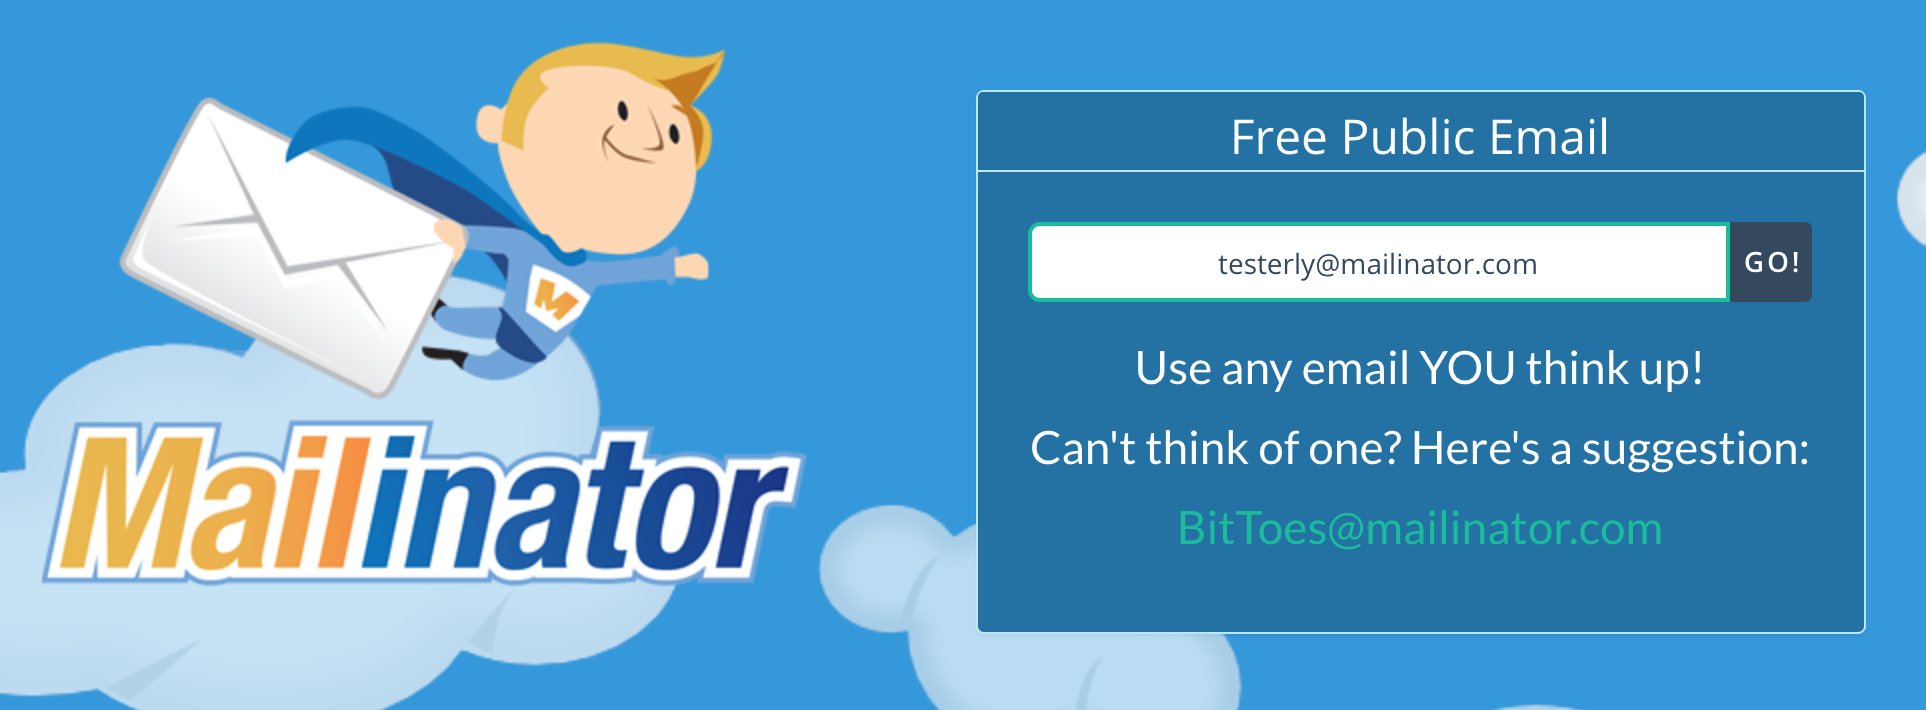 M
Mailinator
Free Public Email
testerly@mailinator.com
GO!
Use any email YOU think up!
Can't think of one? Here's a suggestion:
BitToes@mailinator.com